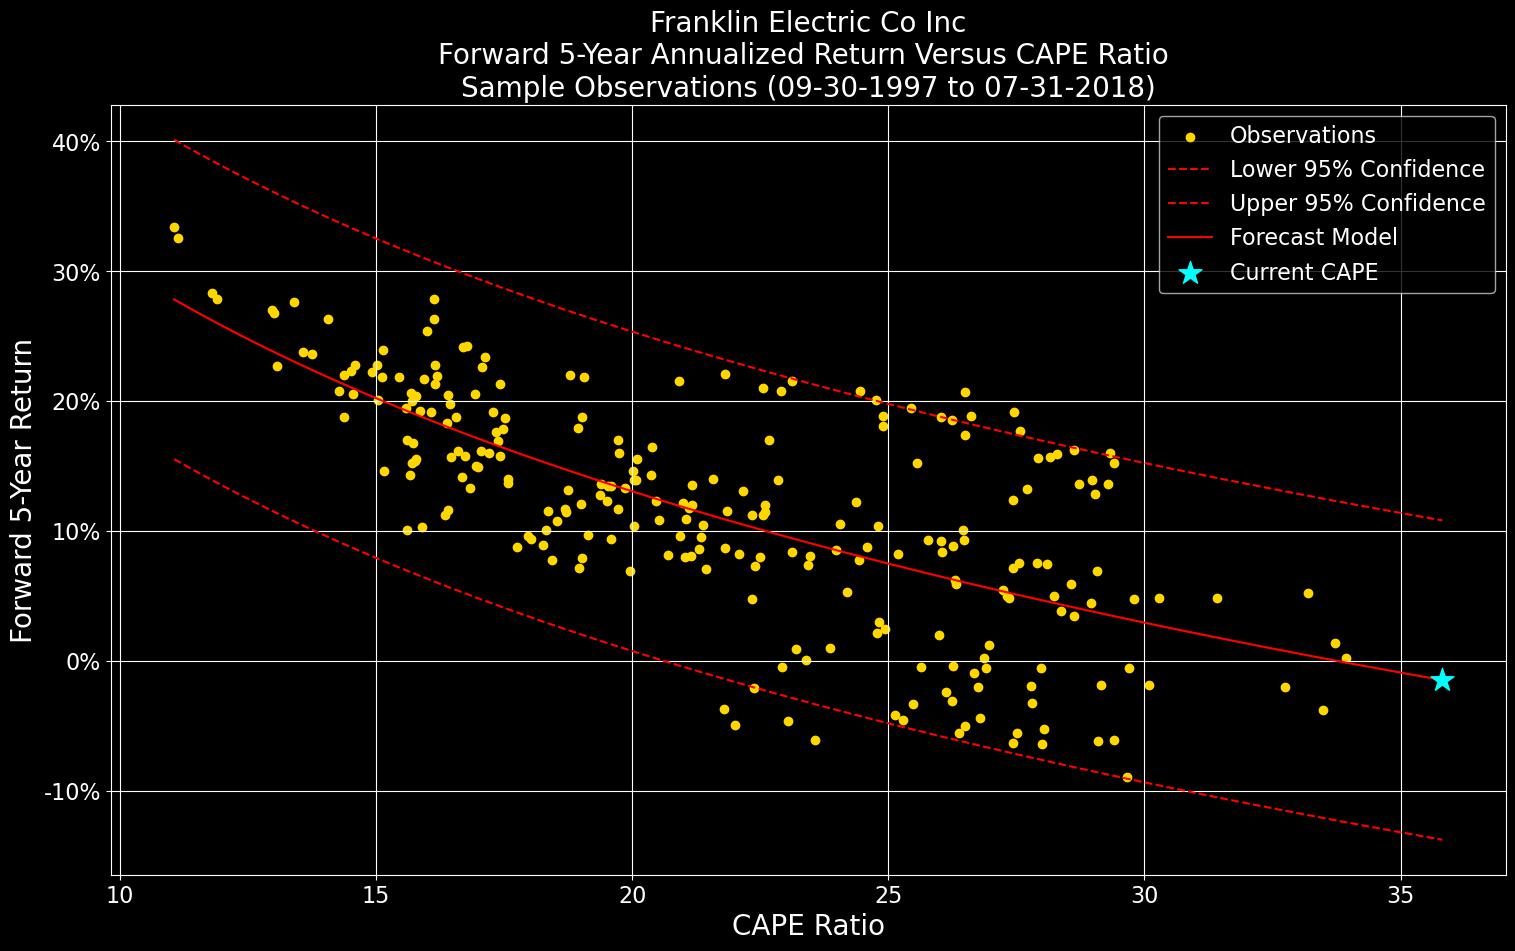 Franklin Electric Co Inc
Forward 5-Year Annualized Return Versus CAPE Ratio
Sample Observations (09-30-1997 to 07-31-2018)
Observations
Lower 95% Confidence
Upper 95% Confidence
Forecast Model
Current CAPE
Forward 5-Year Return
40%
30%
20%
10%
0%
-10%
10 15 20 25 30 35
CAPE Ratio